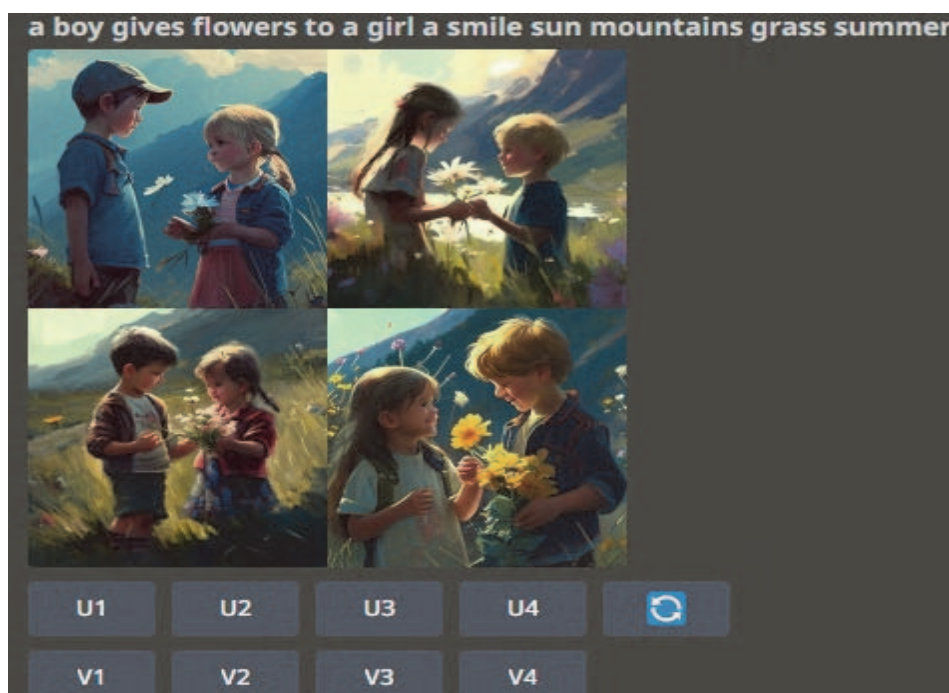 a boy gives flowers to a girl a smile sun mountains grass summer
U1 U2 U3 U4
V1 V2 V3 V4